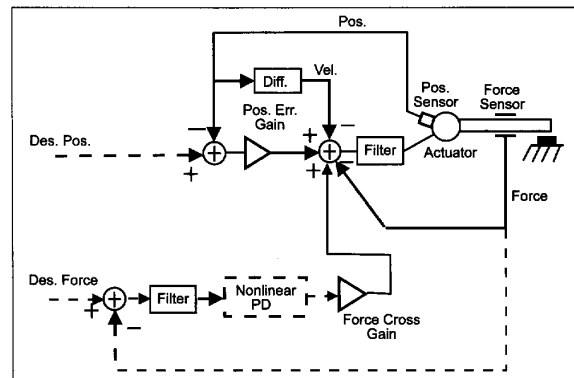 Pos.
Diff.
Vel.
Pos. Err.
Gain
Pos.
Sensor
Force
Sensor
Des. Pos.
−
+
+
−
+
−
Filter
Actuator
Force
Des. Force
+
−
Filter
Nonlinear
PD
Force Cross
Gain